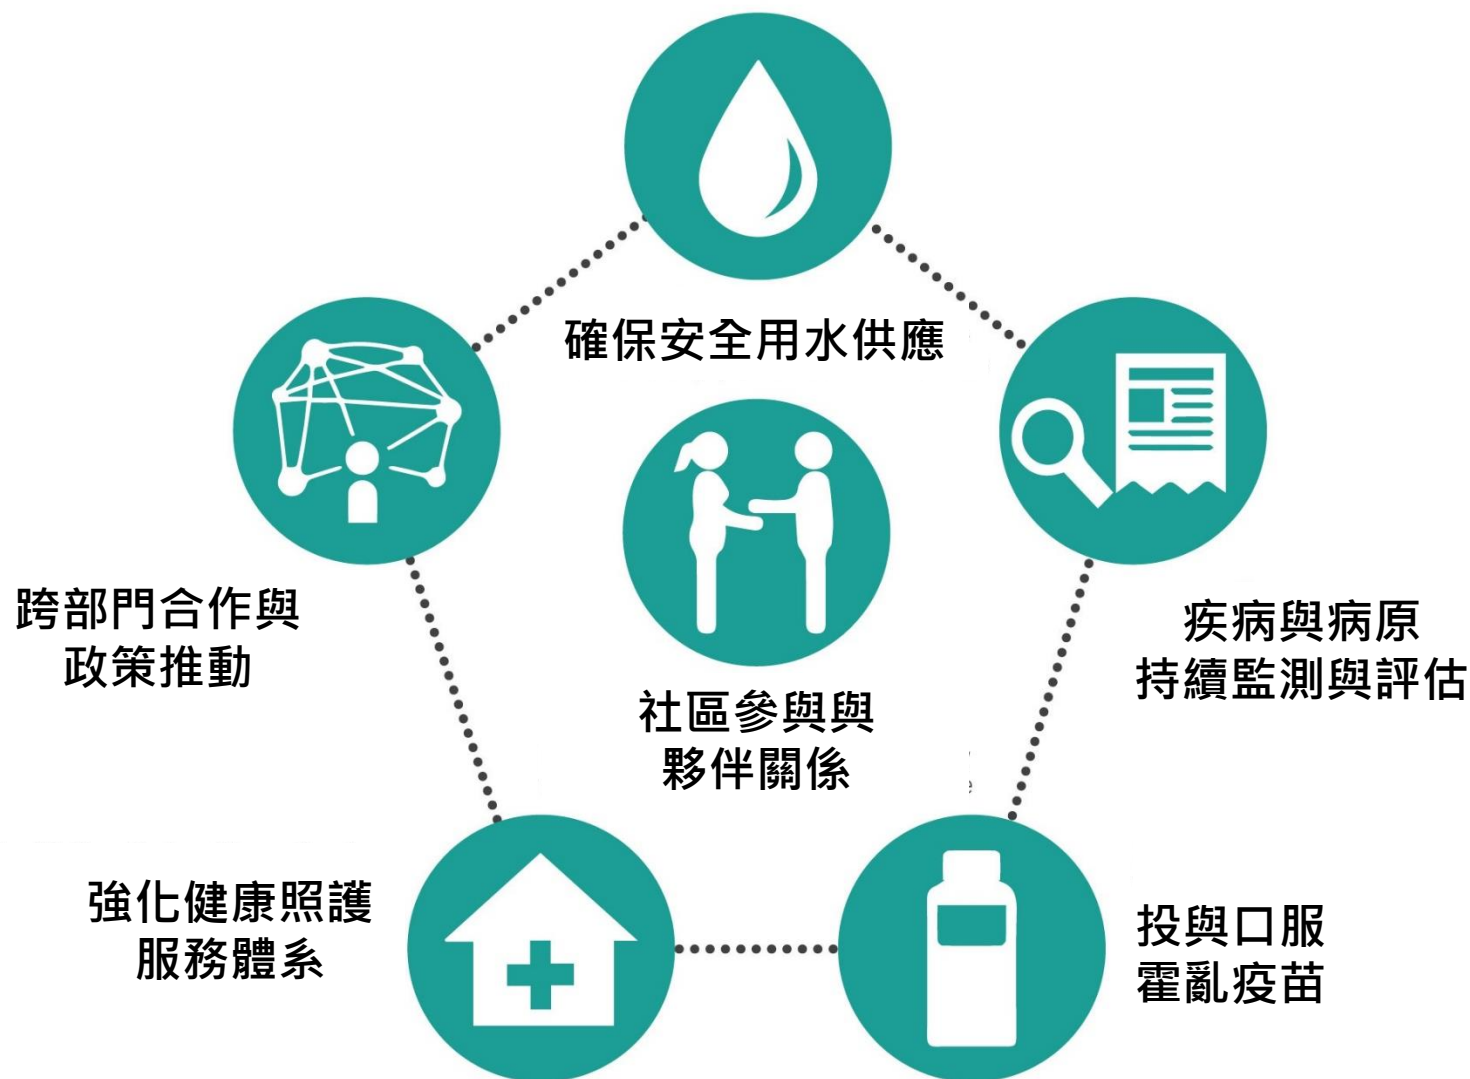 確保安全用水供應
跨部門合作與
政策推動
社區參與與
夥伴關係
疾病與病原
持續監測與評估
強化健康照護
服務體系
投與口服
霍亂疫苗